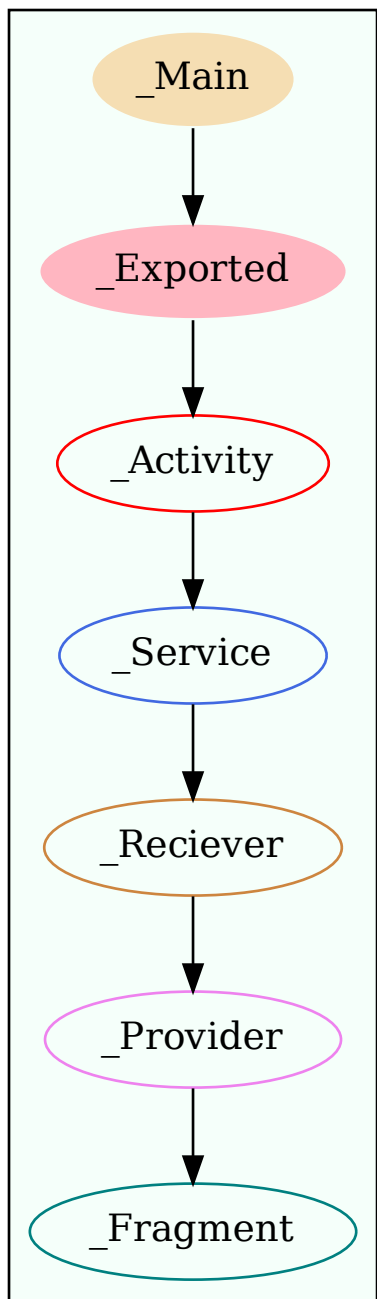 _Main
_Exported
_Activity
_Service
_Reciever
_Provider
_Fragment